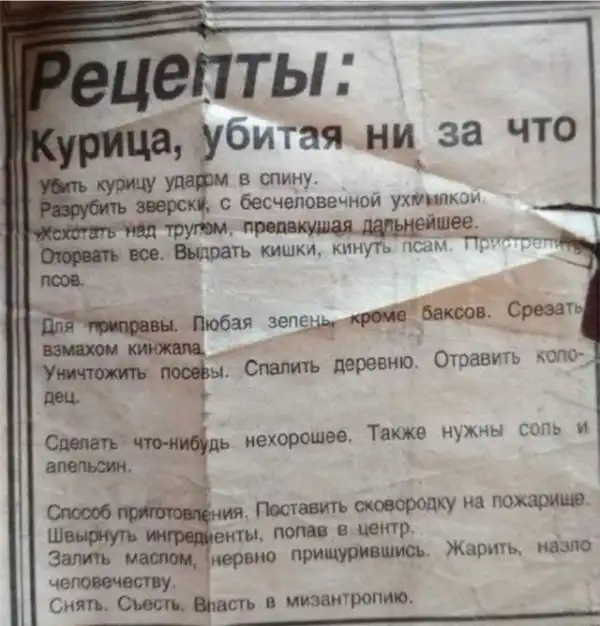 Рецепты:
Курица, убитая ни за что
Убить курицу ударом в спину.
Разрубить зверски, с бесчеловечной ухмылкой.
Хохотать над трупом, предвкушая дальнейшее.
Оторвать все. Выдрать кишки, кинуть псам. Пристрелить
псов.
Для приправы. Любая зелень, кроме баксов. Срезать
взмахом кинжала.
Уничтожить посевы. Спалить деревню. Отравить коло-
дец.
Сделать что-нибудь нехорошее. Также нужны соль и
апельсин.
Способ приготовления. Поставить сковородку на пожарище.
Швырнуть ингредиенты, попав в центр.
Залить маслом, нервно прищурившись. Жарить, назло
человечеству.
Снять. Съесть. Впасть в мизантропию.